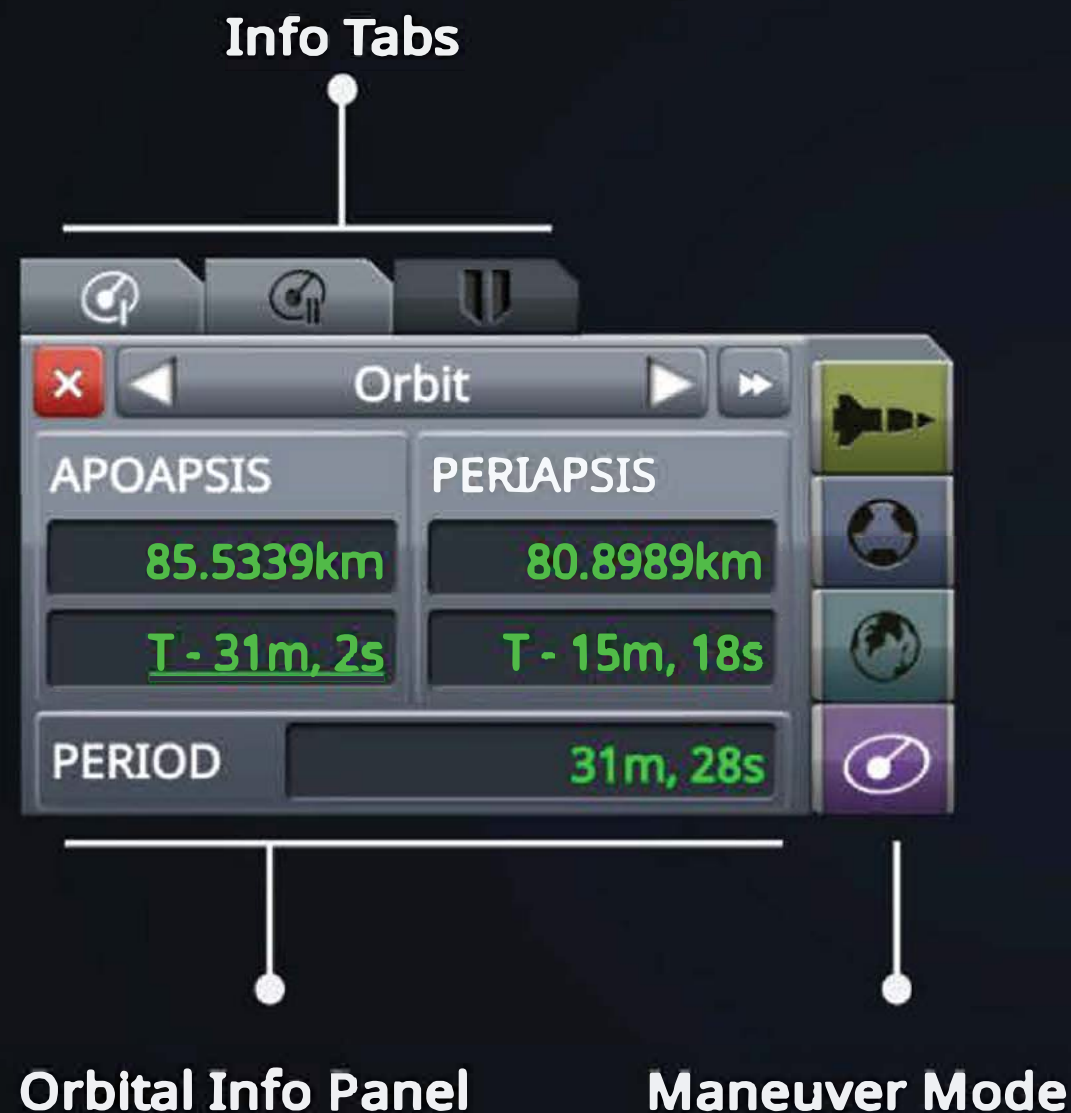 Info Tabs
Orbit
APOAPSIS
PERIAPSIS
85.5339km
80.8989km
T - 31m, 2s
T - 15m, 18s
PERIOD
31m, 28s
Orbital Info Panel
Maneuver Mode